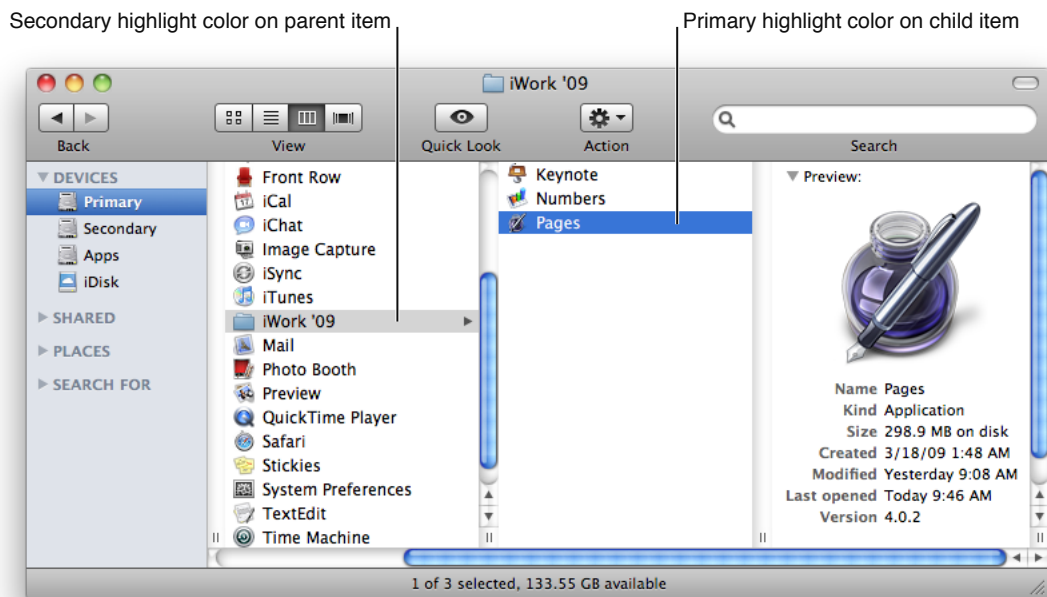 Secondary highlight color on parent item
Primary highlight color on child item
iWork '09
Back
View
Quick Look
Action
Search
DEVICES
Primary
Secondary
Apps
iDisk
SHARED
PLACES
SEARCH FOR
Front Row
iCal
iChat
Image Capture
iSync
iTunes
iWork '09
Mail
Photo Booth
Preview
QuickTime Player
Safari
Stickies
System Preferences
TextEdit
Time Machine
Keynote
Numbers
Pages
Preview:
Name Pages
Kind Application
Size 298.9 MB on disk
Created 3/18/09 1:48 AM
Modified Yesterday 9:08 AM
Last opened Today 9:46 AM
Version 4.0.2
1 of 3 selected, 133.55 GB available